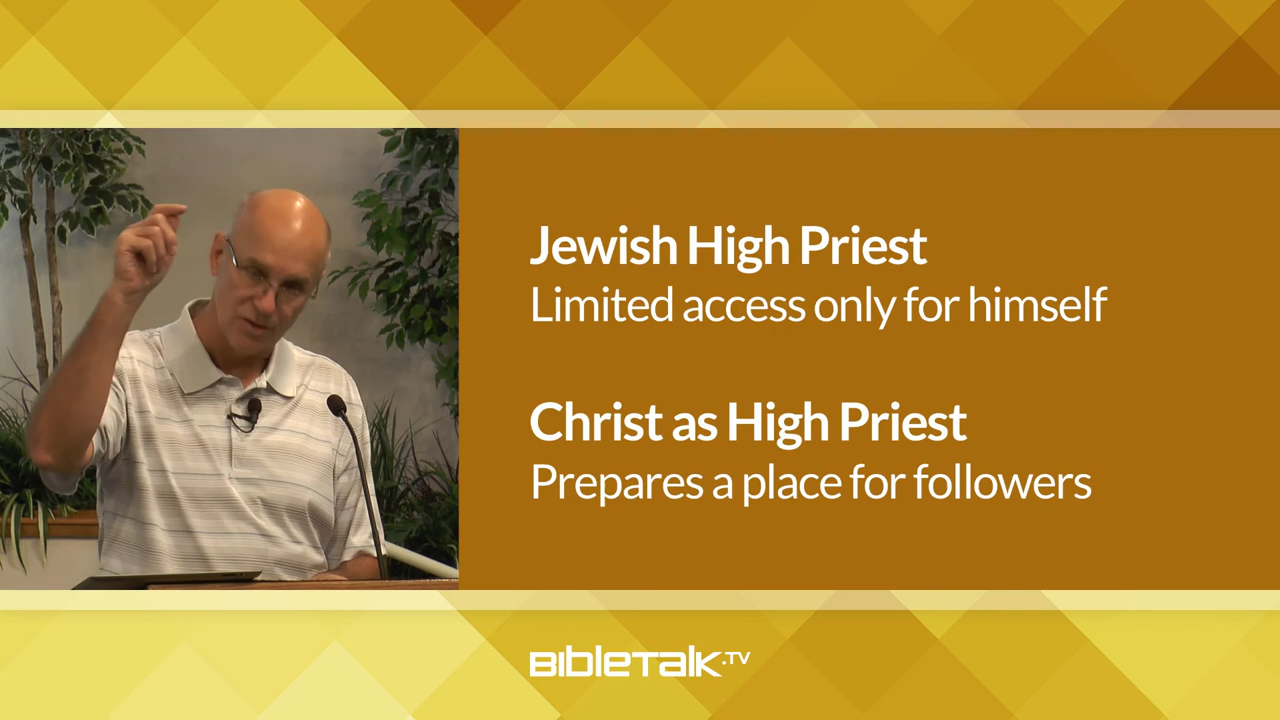 Jewish High Priest
Limited access only for himself
Christ as High Priest
Prepares a place for followers
BIBLETALK.TV